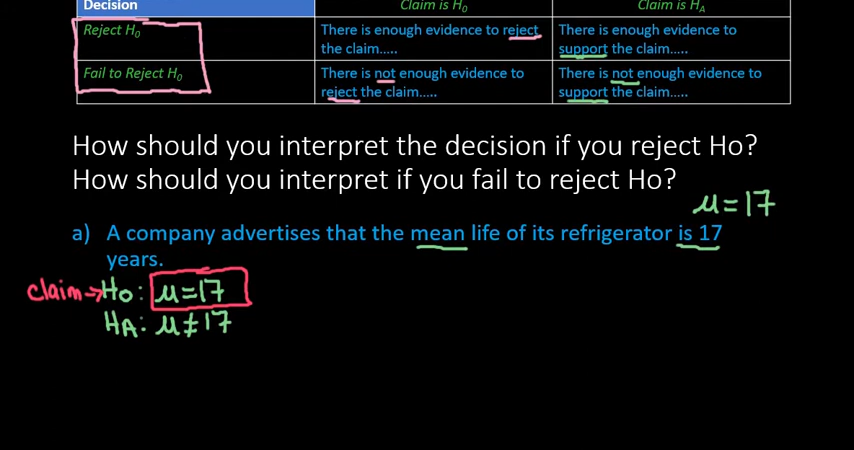 Decision Claim is H₀ Claim is Hₐ
Reject H₀ There is enough evidence to reject There is enough evidence to
the claim..... support the claim.....
Fail to Reject H₀ There is not enough evidence to There is not enough evidence to
reject the claim..... support the claim.....
How should you interpret the decision if you reject Ho?
How should you interpret if you fail to reject Ho?
μ=17
a) A company advertises that the mean life of its refrigerator is 17
years.
claim→H₀: μ=17
Hₐ: μ≠17